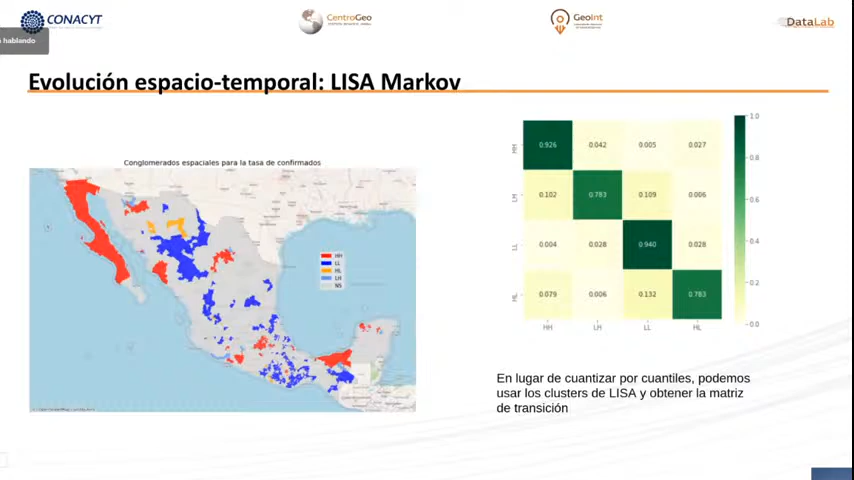 CONACYT
CentroGeo
GeoInt
DataLab
hablando
Evolución espacio-temporal: LISA Markov
Conglomerados espaciales para la tasa de confirmados
HH
LL
HL
LH
NS
HH
0.926
0.042
0.005
0.027
LH
0.102
0.783
0.109
0.006
LL
0.004
0.028
0.940
0.028
HL
0.079
0.006
0.132
0.783
HH
LH
LL
HL
1.0
0.8
0.6
0.4
0.2
0.0
En lugar de cuantizar por cuantiles, podemos
usar los clusters de LISA y obtener la matriz
de transición